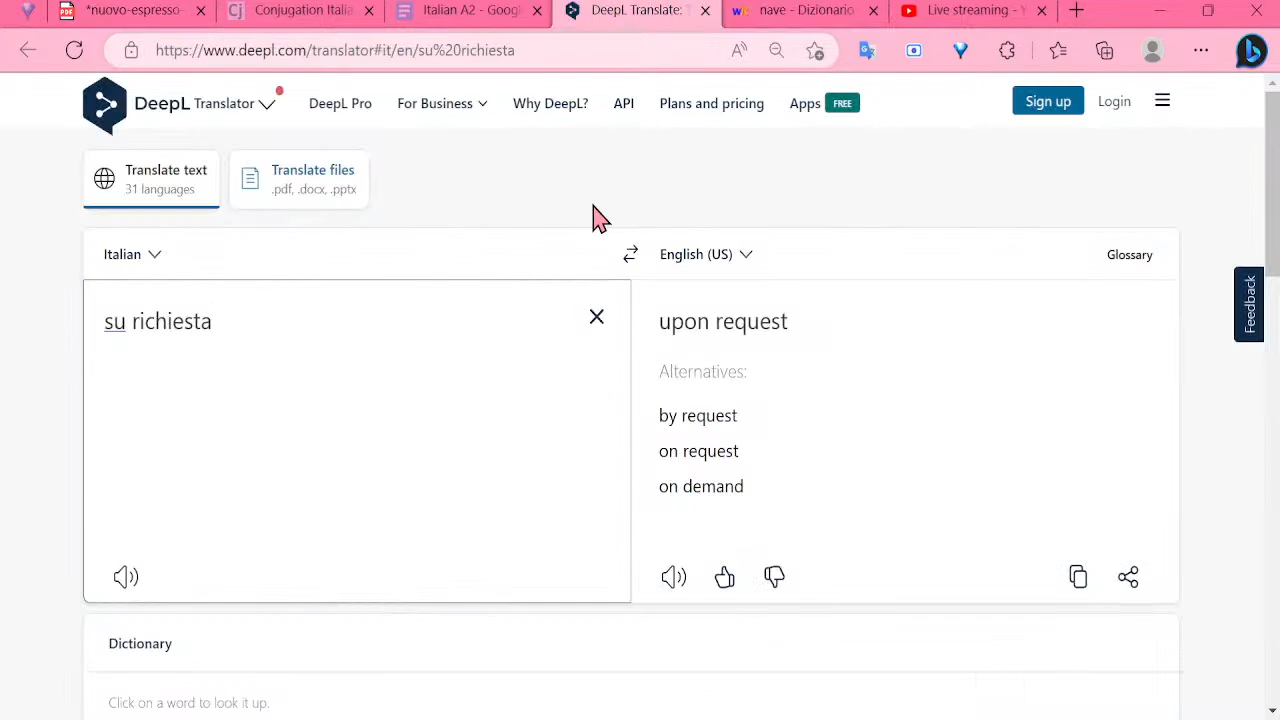 *nuovo-espresso-
Conjugation Italia
Italian A2 - Googl
DeepL Translate: T
nave - Dizionario
Live streaming - Y
https://www.deepl.com/translator#it/en/su%20richiesta
DeepL Translator
DeepL Pro
For Business
Why DeepL?
API
Plans and pricing
Apps FREE
Sign up
Login
Translate text
31 languages
Translate files
.pdf, .docx, .pptx
Italian
English (US)
Glossary
su richiesta
upon request
Alternatives:
by request
on request
on demand
Feedback
Dictionary
Click on a word to look it up.